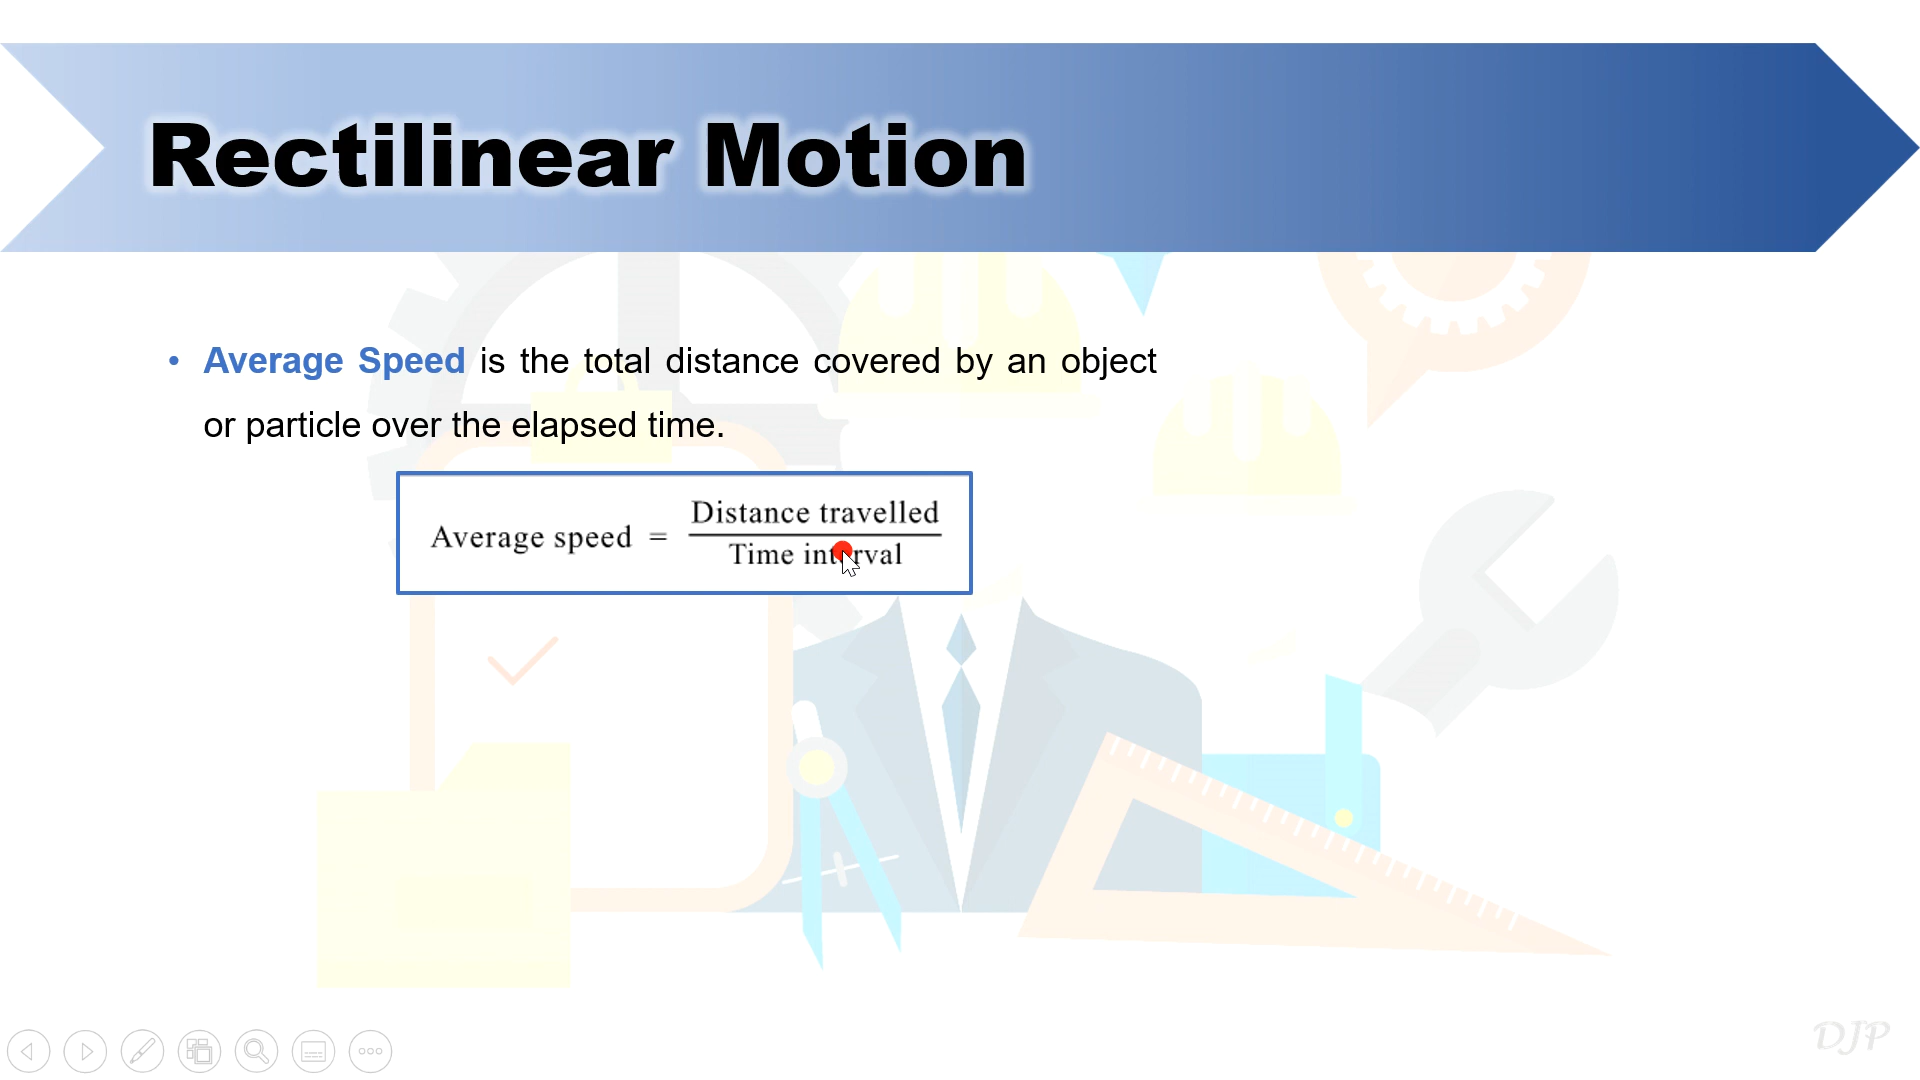 Rectilinear Motion
• Average Speed is the total distance covered by an object
or particle over the elapsed time.
Average speed = Distance travelled
Time interval
DJP